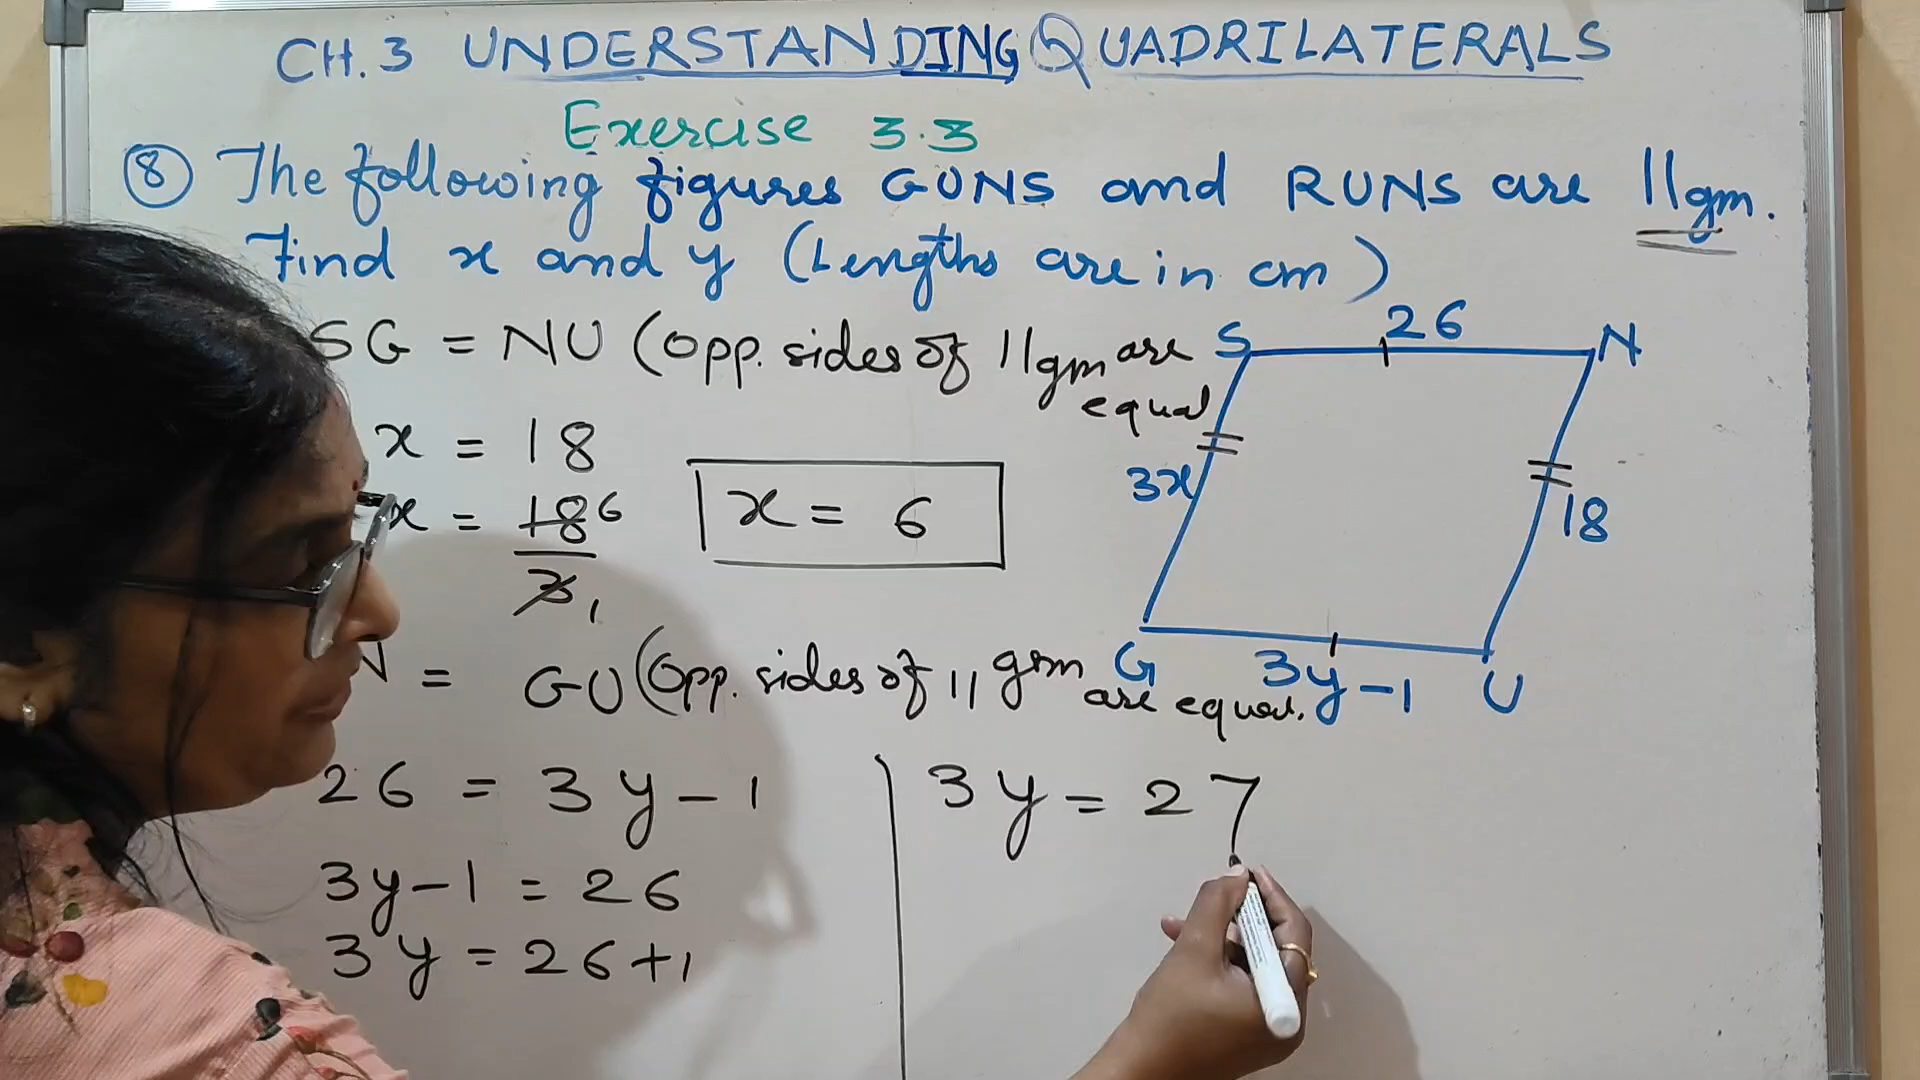 CH.3 UNDERSTANDING QUADRILATERALS
Exercise 3.3
⑧ The following figures GUNS and RUNS are ||gm.
Find x and y (Lengths are in cm)
SG = NU (Opp. sides of ||gm are equal
x = 18
x = 18 6
3 1
x = 6
N = GU (Opp. sides of || gm are equal.
26 = 3y-1
3y-1 = 26
3y = 26+1
3y = 27
S 26 N
3x 18
G 3y-1 U